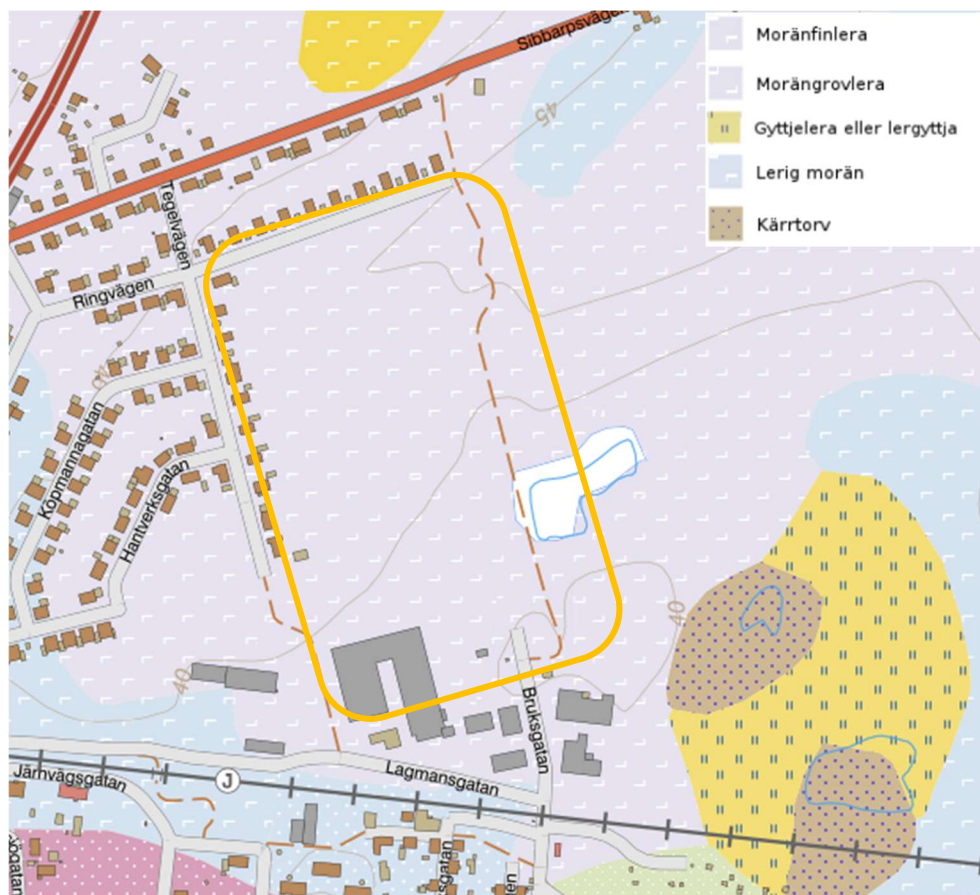 Sibbarpsvägen
Moränfinlera
Morängrovlera
Gyttjelera eller lergyttja
Lerig morän
Kärrtorv
45
Tegelvägen
Ringvägen
40
Köpmannagatan
Hantverksgatan
40
40
Bruksgatan
Järnvägsgatan
J
Lagmansgatan